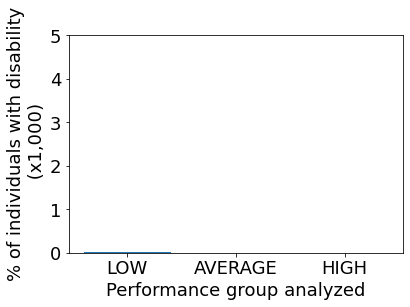 % of individuals with disability
(x1,000)
5
4
3
2
1
0
LOW AVERAGE HIGH
Performance group analyzed